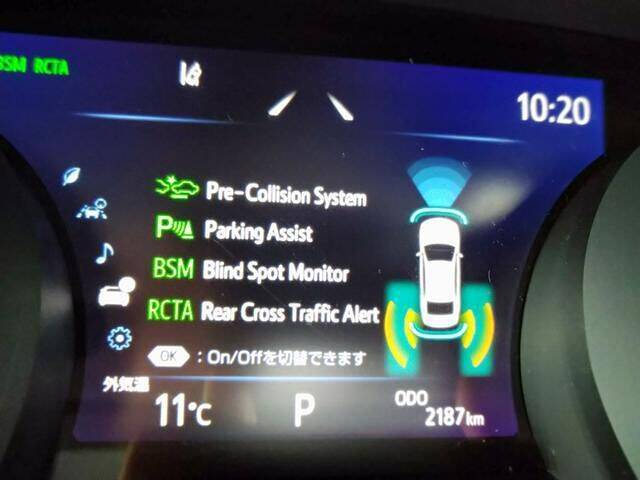 BSM RCTA
10:20
Pre-Collision System
P Parking Assist
BSM Blind Spot Monitor
RCTA Rear Cross Traffic Alert
OK : On/Offを切替できます
外気温
11℃
P
ODO
2187km